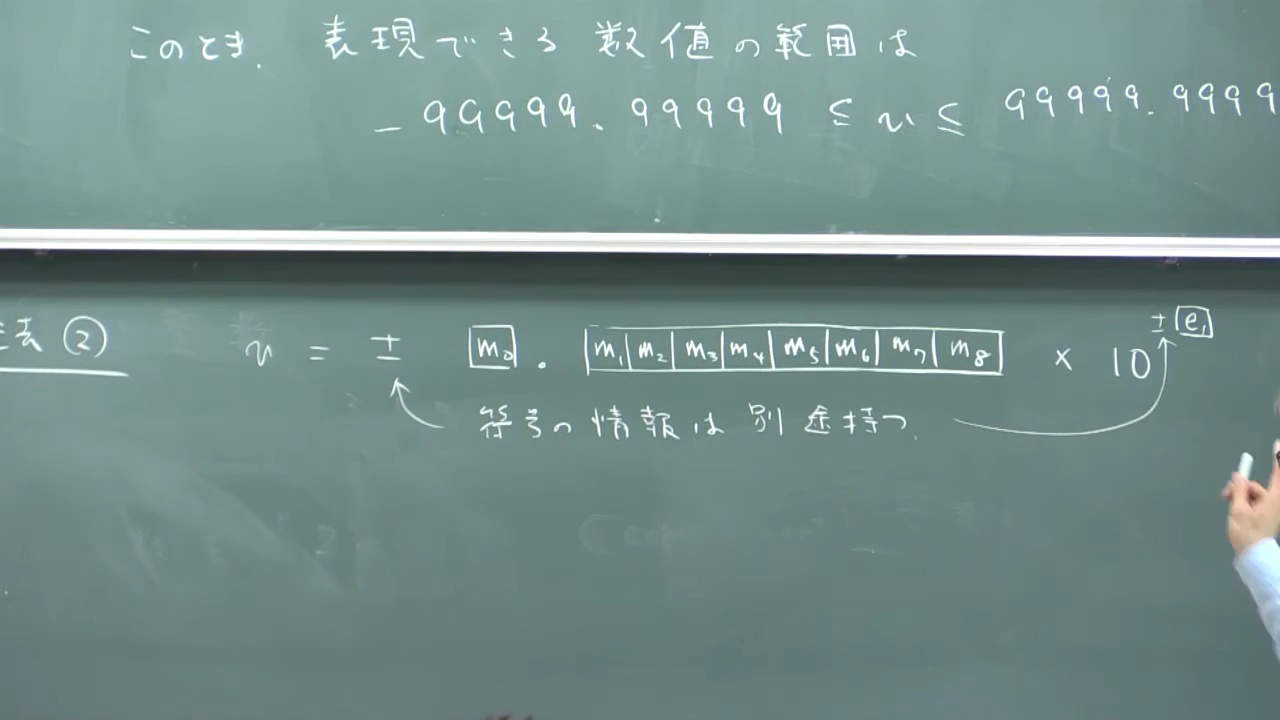 このとき、表現できる数値の範囲は
- 99999.99999 ≤ v ≤ 99999.9999
方法 ②
v = ± m₀ . m₁ m₂ m₃ m₄ m₅ m₆ m₇ m₈ × 10^{± e₁}
符号の情報は別途持つ.